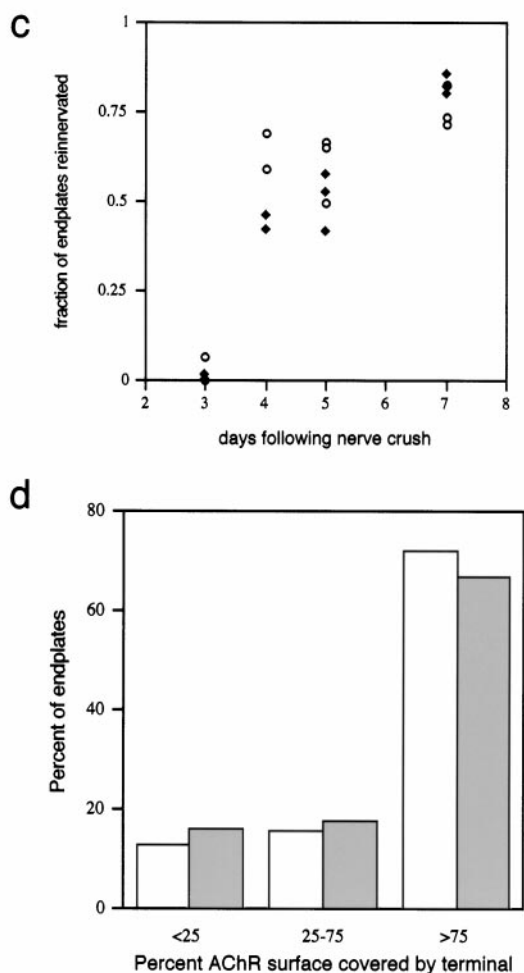 c
1
0.75
0.5
0.25
0
fraction of endplates reinnervated
2 3 4 5 6 7 8
days following nerve crush
d
80
60
40
20
0
Percent of endplates
<25 25-75 >75
Percent AChR surface covered by terminal